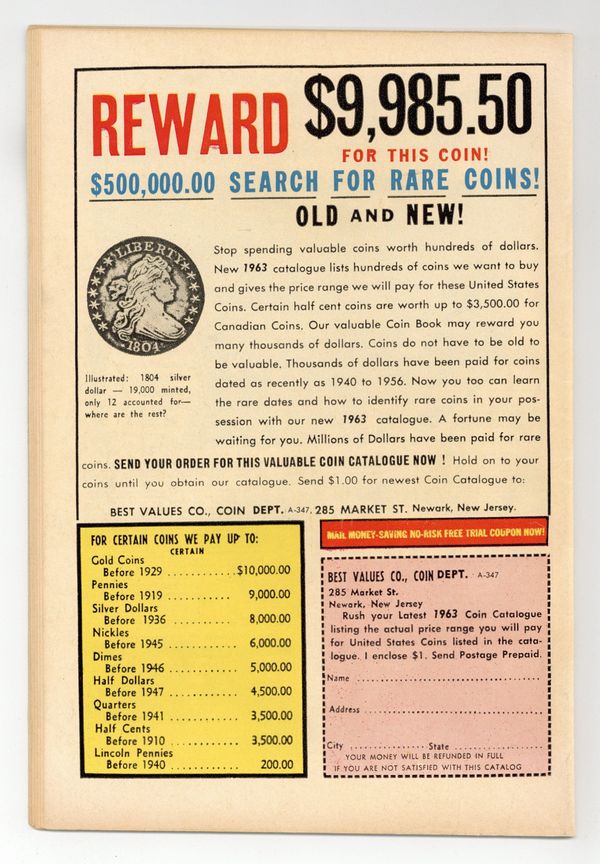 REWARD $9,985.50
FOR THIS COIN!
$500,000.00 SEARCH FOR RARE COINS!
OLD AND NEW!
LIBERTY
1804
Illustrated: 1804 silver
dollar — 19,000 minted,
only 12 accounted for—
where are the rest?
Stop spending valuable coins worth hundreds of dollars.
New 1963 catalogue lists hundreds of coins we want to buy
and gives the price range we will pay for these United States
Coins. Certain half cent coins are worth up to $3,500.00 for
Canadian Coins. Our valuable Coin Book may reward you
many thousands of dollars. Coins do not have to be old to
be valuable. Thousands of dollars have been paid for coins
dated as recently as 1940 to 1956. Now you too can learn
the rare dates and how to identify rare coins in your pos-
session with our new 1963 catalogue. A fortune may be
waiting for you. Millions of Dollars have been paid for rare
coins. SEND YOUR ORDER FOR THIS VALUABLE COIN CATALOGUE NOW ! Hold on to your
coins until you obtain our catalogue. Send $1.00 for newest Coin Catalogue to:
BEST VALUES CO., COIN DEPT. A-347, 285 MARKET ST. Newark, New Jersey.
FOR CERTAIN COINS WE PAY UP TO:
CERTAIN
Gold Coins
Before 1929 ............ $10,000.00
Pennies
Before 1919 ............ 9,000.00
Silver Dollars
Before 1936 ............ 8,000.00
Nickles
Before 1945 ............ 6,000.00
Dimes
Before 1946 ............ 5,000.00
Half Dollars
Before 1947 ............ 4,500.00
Quarters
Before 1941 ............ 3,500.00
Half Cents
Before 1910 ............ 3,500.00
Lincoln Pennies
Before 1940 ............ 200.00
MAIL MONEY-SAVING NO-RISK FREE TRIAL COUPON NOW!
BEST VALUES CO., COIN DEPT. A-347
285 Market St.
Newark, New Jersey
Rush your Latest 1963 Coin Catalogue
listing the actual price range you will pay
for United States Coins listed in the cata-
logue. I enclose $1. Send Postage Prepaid.
Name ............
Address ............
City ............ State ............
YOUR MONEY WILL BE REFUNDED IN FULL
IF YOU ARE NOT SATISFIED WITH THIS CATALOG